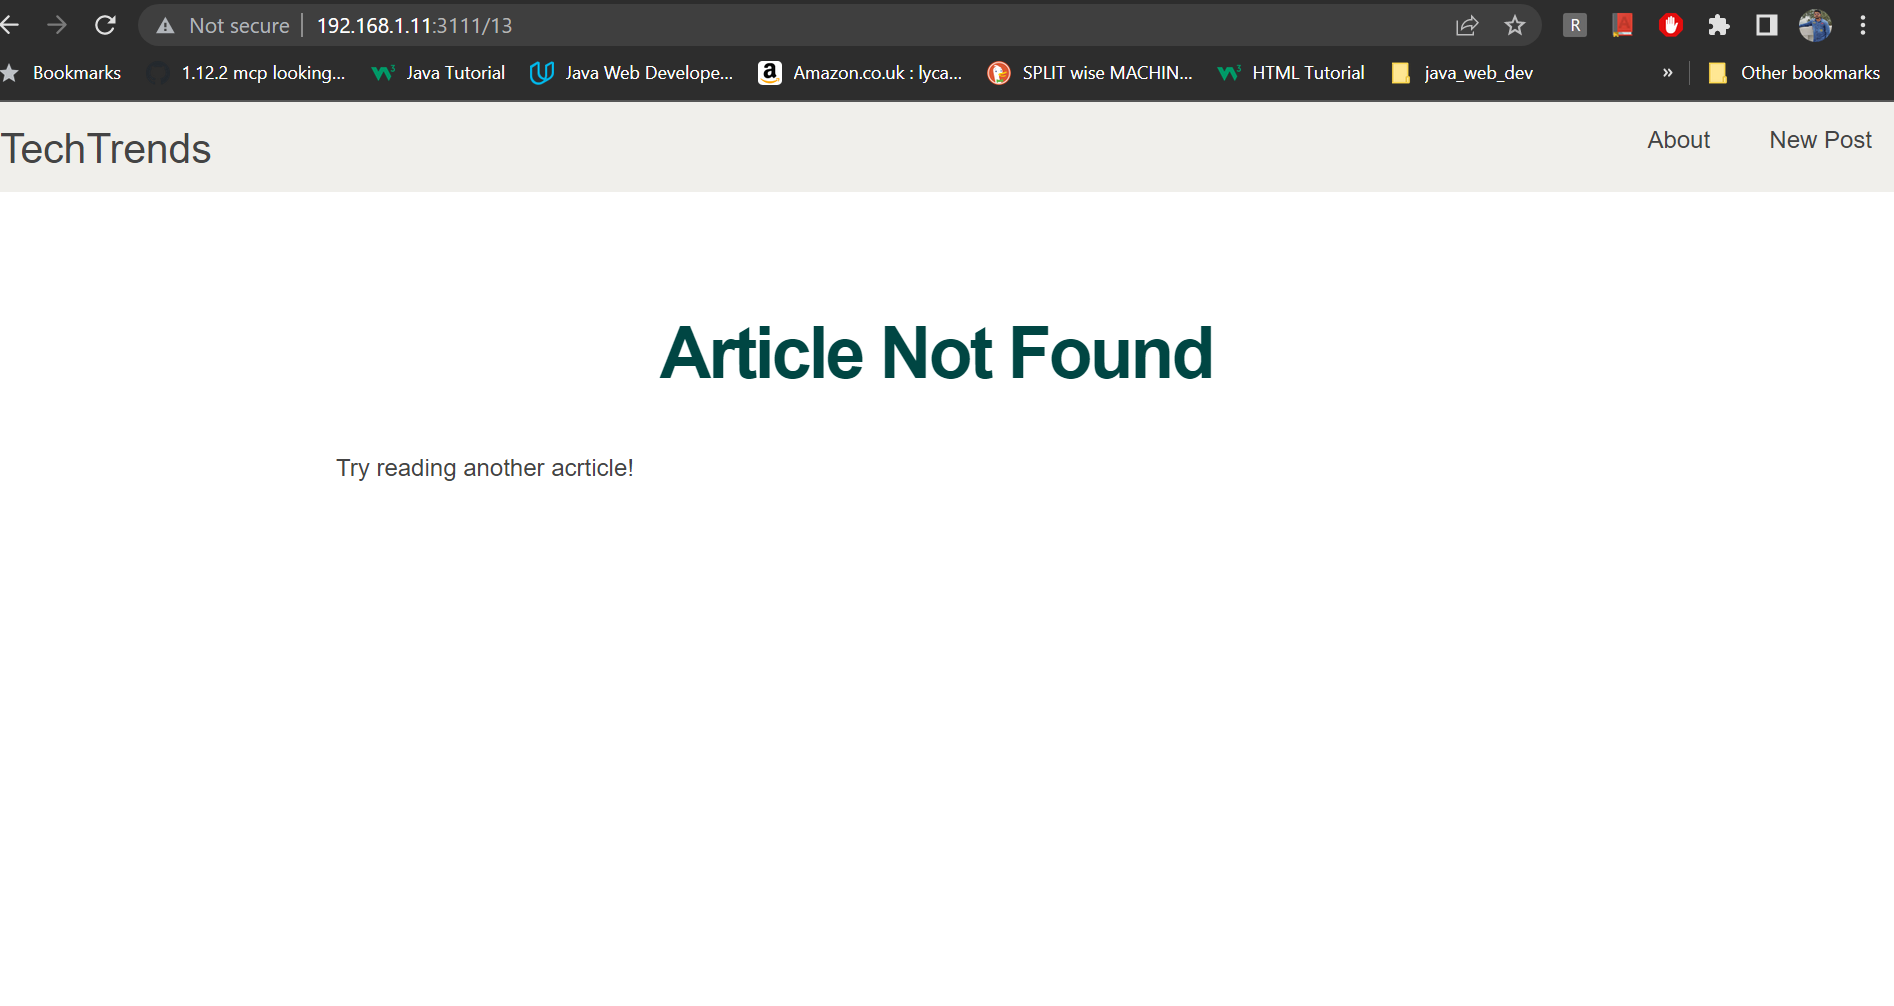 Not secure 192.168.1.11:3111/13 R
Bookmarks 1.12.2 mcp looking... Java Tutorial Java Web Develope... Amazon.co.uk : lyca... SPLIT wise MACHIN... HTML Tutorial java_web_dev » Other bookmarks
TechTrends About New Post
Article Not Found
Try reading another acrticle!